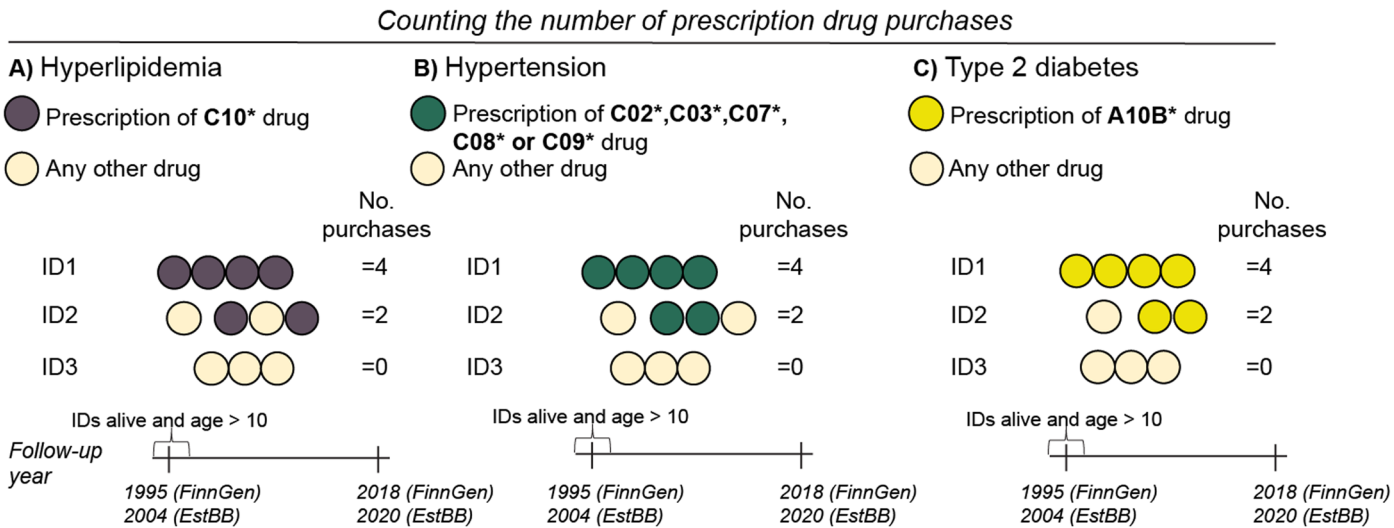 Counting the number of prescription drug purchases
A) Hyperlipidemia
Prescription of C10* drug
Any other drug
No.
purchases
ID1 =4
ID2 =2
ID3 =0
IDs alive and age > 10
Follow-up
year
1995 (FinnGen) 2018 (FinnGen)
2004 (EstBB) 2020 (EstBB)
B) Hypertension
Prescription of C02*,C03*,C07*,
C08* or C09* drug
Any other drug
No.
purchases
ID1 =4
ID2 =2
ID3 =0
IDs alive and age > 10
1995 (FinnGen) 2018 (FinnGen)
2004 (EstBB) 2020 (EstBB)
C) Type 2 diabetes
Prescription of A10B* drug
Any other drug
No.
purchases
ID1 =4
ID2 =2
ID3 =0
IDs alive and age > 10
1995 (FinnGen) 2018 (FinnGen)
2004 (EstBB) 2020 (EstBB)